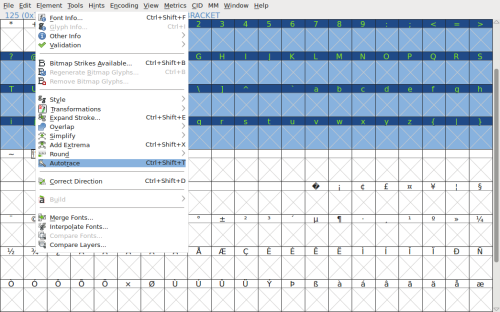 File Edit Element Tools Hints Encoding View Metrics CID MM Window Help
125 (0x RACKET
Font Info... Ctrl+Shift+F
Glyph Info...
Other Info
Validation
Bitmap Strikes Available... Ctrl+Shift+B
Regenerate Bitmap Glyphs... Ctrl+B
Remove Bitmap Glyphs...
Style
Transformations
Expand Stroke... Ctrl+Shift+E
Overlap
Simplify
Add Extrema Ctrl+Shift+X
Round
Autotrace Ctrl+Shift+T
Correct Direction Ctrl+Shift+D
Build
Merge Fonts...
Interpolate Fonts...
Compare Fonts...
Compare Layers...
2 3 4 5 6 7 8 9 : ; < = >
? G H I J K L M N O P Q R S
T U \ ] ^ _ ` a b c d e f g h
i q r s t u v w x y z { | }
~
� ¡ ¢ £ ¤ ¥ ¦ §
° ± ² ³ ´ µ ¶ · ¸ ¹ º » ¼
½ ¾ Å Æ Ç È É Ê Ë Ì Í Î Ï Ð Ñ
Ò Ó Ô Õ Ö × Ø Ù Ú Û Ü Ý Þ ß à á â ã ä å æ